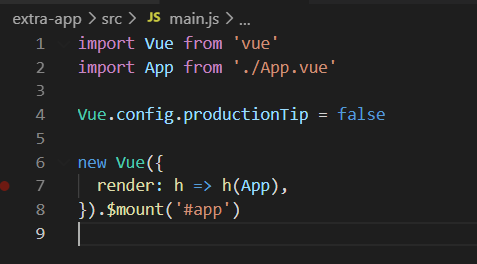 extra-app > src > JS main.js > ...
1 import Vue from 'vue'
2 import App from './App.vue'
3
4 Vue.config.productionTip = false
5
6 new Vue({
7   render: h => h(App),
8 }).$mount('#app')
9